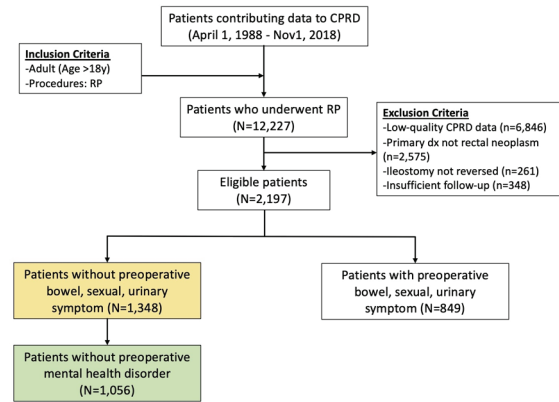 Patients contributing data to CPRD
(April 1, 1988 - Nov1, 2018)
Inclusion Criteria
-Adult (Age >18y)
-Procedures: RP
Patients who underwent RP
(N=12,227)
Exclusion Criteria
-Low-quality CPRD data (n=6,846)
-Primary dx not rectal neoplasm
(n=2,575)
-Ileostomy not reversed (n=261)
-Insufficient follow-up (n=348)
Eligible patients
(N=2,197)
Patients without preoperative
bowel, sexual, urinary
symptom (N=1,348)
Patients with preoperative
bowel, sexual, urinary
symptom (N=849)
Patients without preoperative
mental health disorder
(N=1,056)